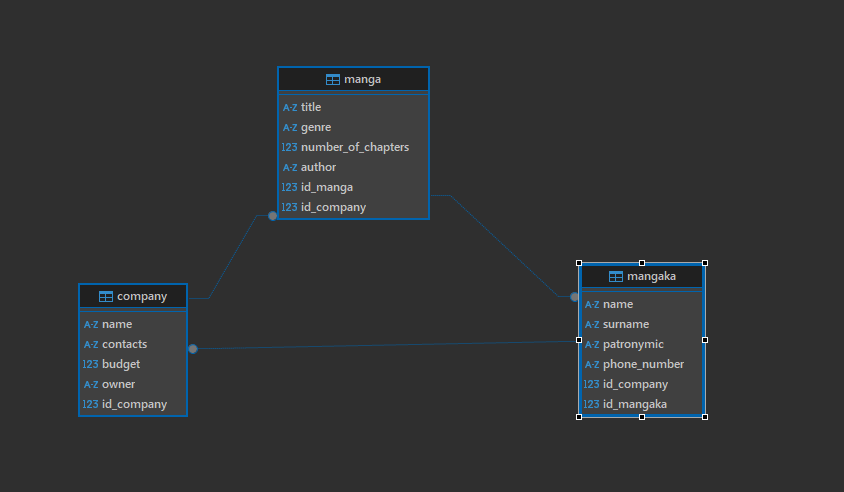 manga
A-Z title
A-Z genre
123 number_of_chapters
A-Z author
123 id_manga
123 id_company
company
A-Z name
A-Z contacts
123 budget
A-Z owner
123 id_company
mangaka
A-Z name
A-Z surname
A-Z patronymic
A-Z phone_number
123 id_company
123 id_mangaka